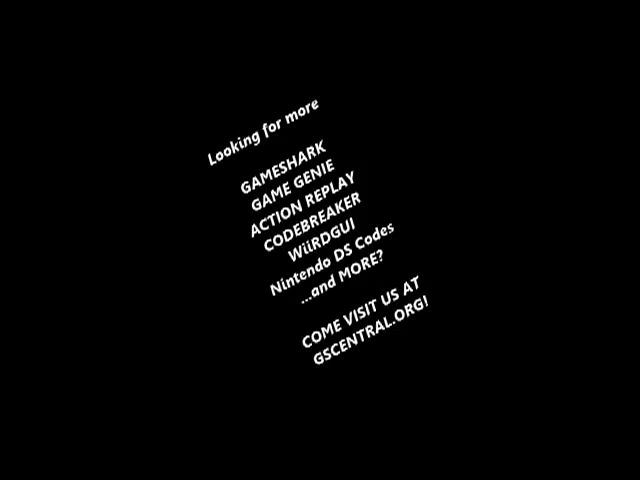 Looking for more
GAMESHARK
GAME GENIE
ACTION REPLAY
CODEBREAKER
WiiRDGUI
Nintendo DS Codes
...and MORE?
COME VISIT US AT
GSCENTRAL.ORG!